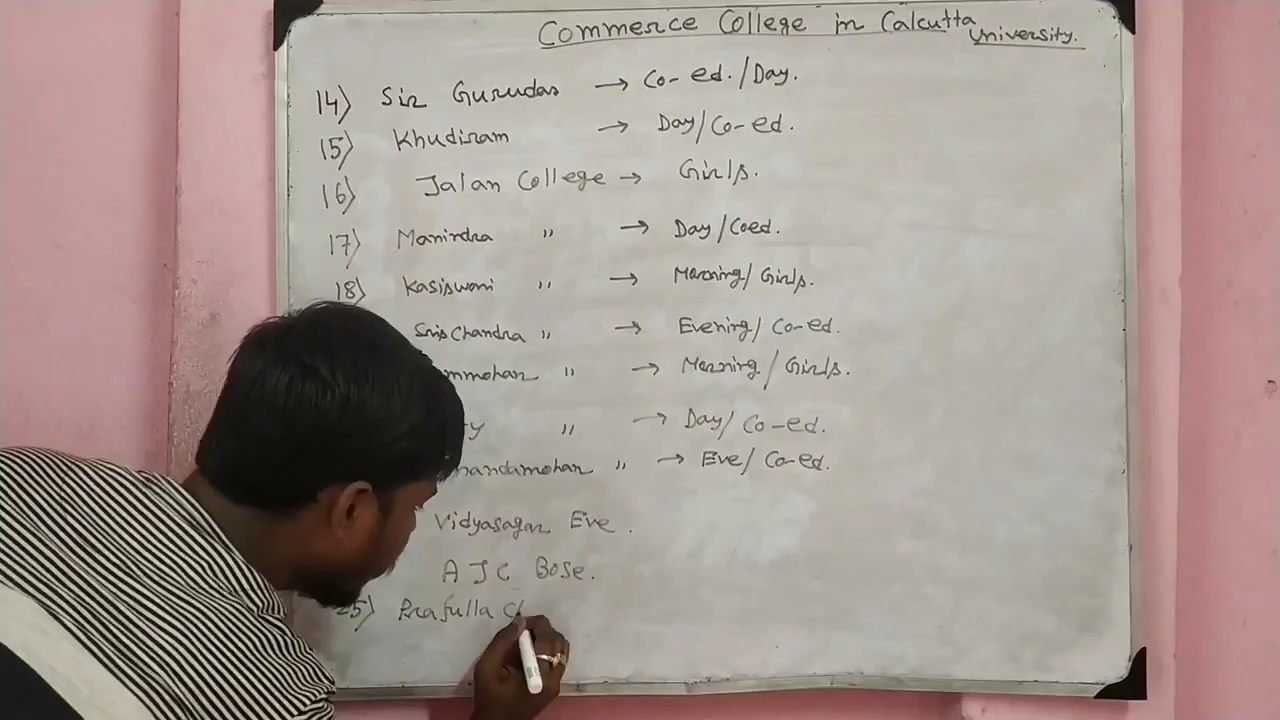 Commerce College in Calcutta University.
14) Sir Gurudas → Co-ed./Day.
15) Khudiram → Day/Co-ed.
16) Jalan College → Girls.
17) Manindra " → Day/Coed.
18) Kasiswari " → Morning/Girls.
Sris Chandra " → Evening/Co-ed.
mmohan " → Morning/Girls.
y " → Day/Co-ed.
nandamohan " → Eve/Co-ed.
Vidyasagar Eve.
A J C Bose.
25) Prafulla C